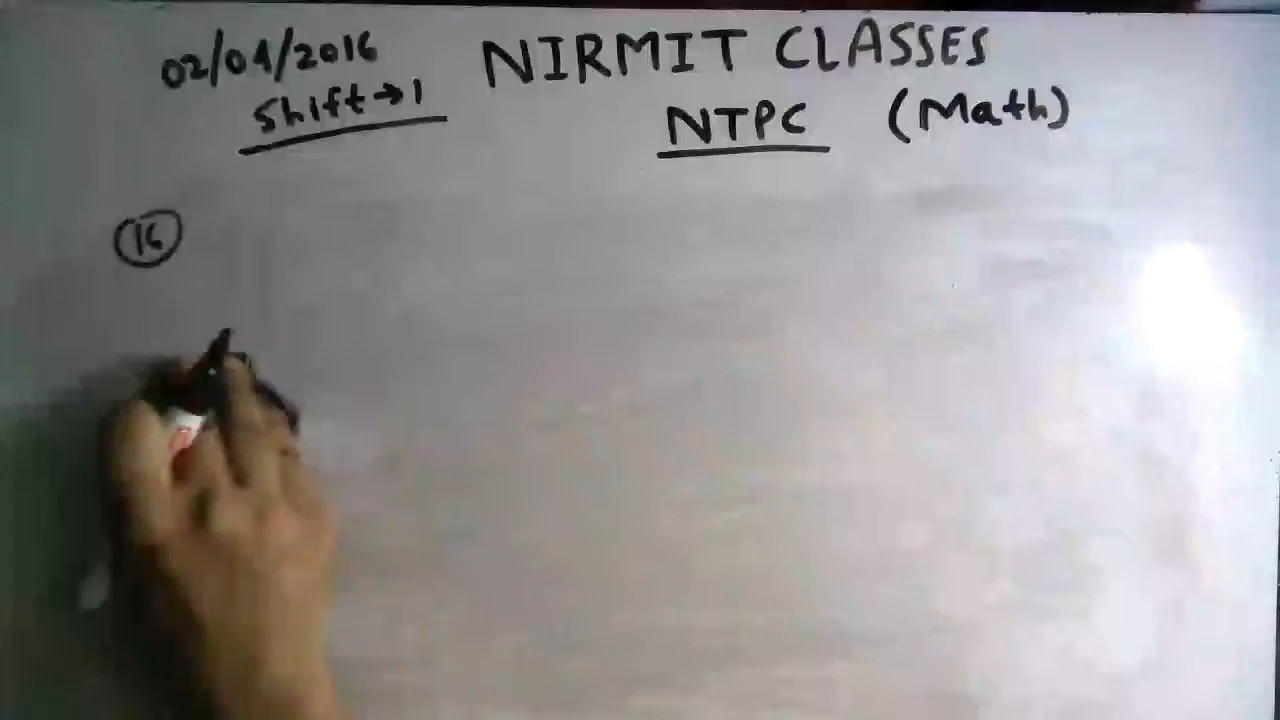 02/04/2016 NIRMIT CLASSES
Shift→1 NTPC (Math)
16